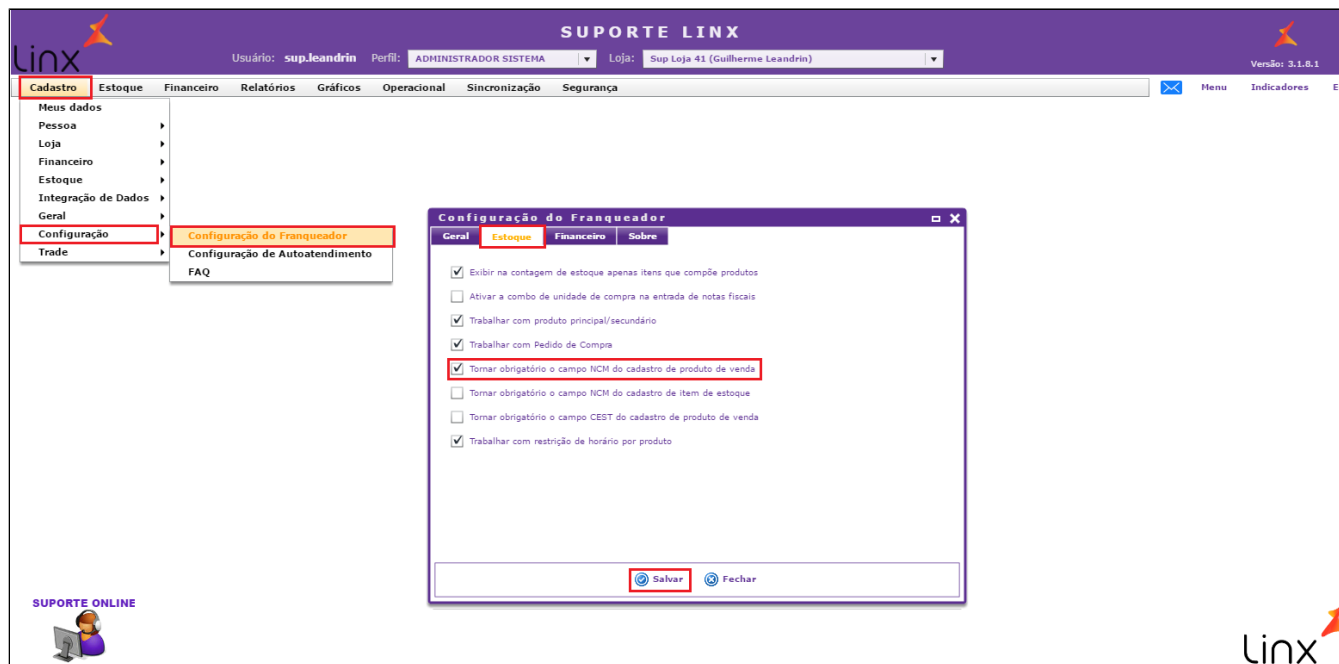 SUPORTE LINX
Linx
Usuário: sup.leandrin Perfil: ADMINISTRADOR SISTEMA Loja: Sup Loja 41 (Guilherme Leandrin)
Versão: 3.1.8.1
Cadastro Estoque Financeiro Relatórios Gráficos Operacional Sincronização Segurança Menu Indicadores E
Meus dados
Pessoa
Loja
Financeiro
Estoque
Integração de Dados
Geral
Configuração
Trade
Configuração do Franqueador
Configuração de Autoatendimento
FAQ
Configuração do Franqueador
Geral Estoque Financeiro Sobre
Exibir na contagem de estoque apenas itens que compõe produtos
Ativar a combo de unidade de compra na entrada de notas fiscais
Trabalhar com produto principal/secundário
Trabalhar com Pedido de Compra
Tornar obrigatório o campo NCM do cadastro de produto de venda
Tornar obrigatório o campo NCM do cadastro de item de estoque
Tornar obrigatório o campo CEST do cadastro de produto de venda
Trabalhar com restrição de horário por produto
Salvar Fechar
SUPORTE ONLINE
Linx